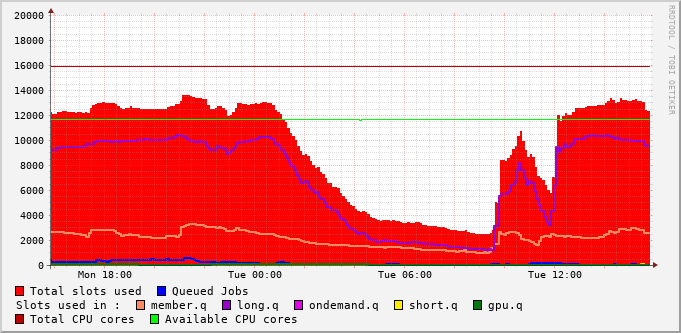 20000
18000
16000
14000
12000
10000
8000
6000
4000
2000
0
Mon 18:00 Tue 00:00 Tue 06:00 Tue 12:00
RRDTOOL / TOBI OETIKER
Total slots used Queued Jobs
Slots used in : member.q long.q ondemand.q short.q gpu.q
Total CPU cores Available CPU cores